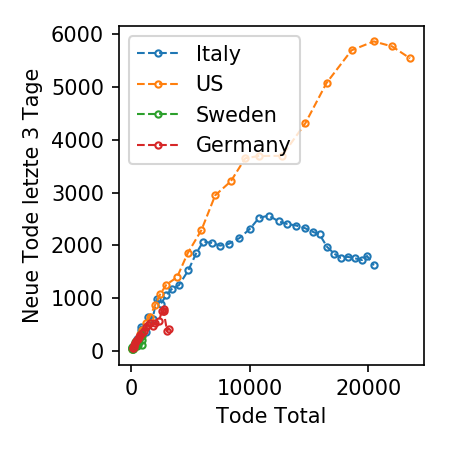 6000
5000
4000
3000
2000
1000
0
Neue Tode letzte 3 Tage
Italy
US
Sweden
Germany
0 10000 20000
Tode Total